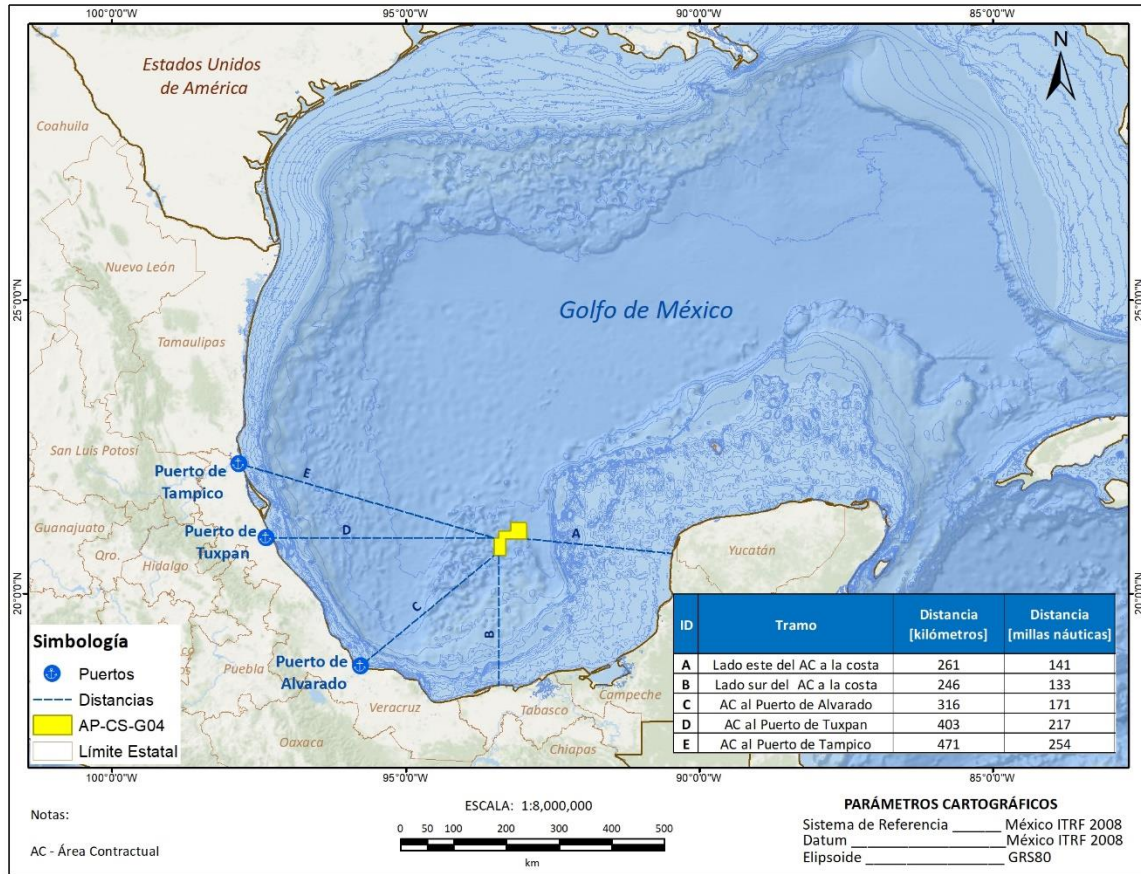 100°0'0"W
95°0'0"W
90°0'0"W
85°0'0"W
Estados Unidos
de América
N
Coahuila
Nuevo León
25°0'0"N
25°0'0"N
Golfo de México
Tamaulipas
San Luis Potosí
Puerto de
Tampico
E
Guanajuato
Puerto de
Tuxpan
D
A
Qro.
Hidalgo
Yucatán
20°0'0"N
C
B
Simbología
Puertos
Distancias
AP-CS-G04
Límite Estatal
Puebla
Puerto de
Alvarado
Veracruz
Oaxaca
Tabasco
Chiapas
Campeche
ID Tramo Distancia [kilómetros] Distancia [millas náuticas]
A Lado este del AC a la costa 261 141
B Lado sur del AC a la costa 246 133
C AC al Puerto de Alvarado 316 171
D AC al Puerto de Tuxpan 403 217
E AC al Puerto de Tampico 471 254
100°0'0"W
95°0'0"W
90°0'0"W
85°0'0"W
Notas:
AC - Área Contractual
ESCALA: 1:8,000,000
0 50 100 200 300 400 500
km
PARÁMETROS CARTOGRÁFICOS
Sistema de Referencia ______ México ITRF 2008
Datum ____________________México ITRF 2008
Elipsoide _________________ GRS80